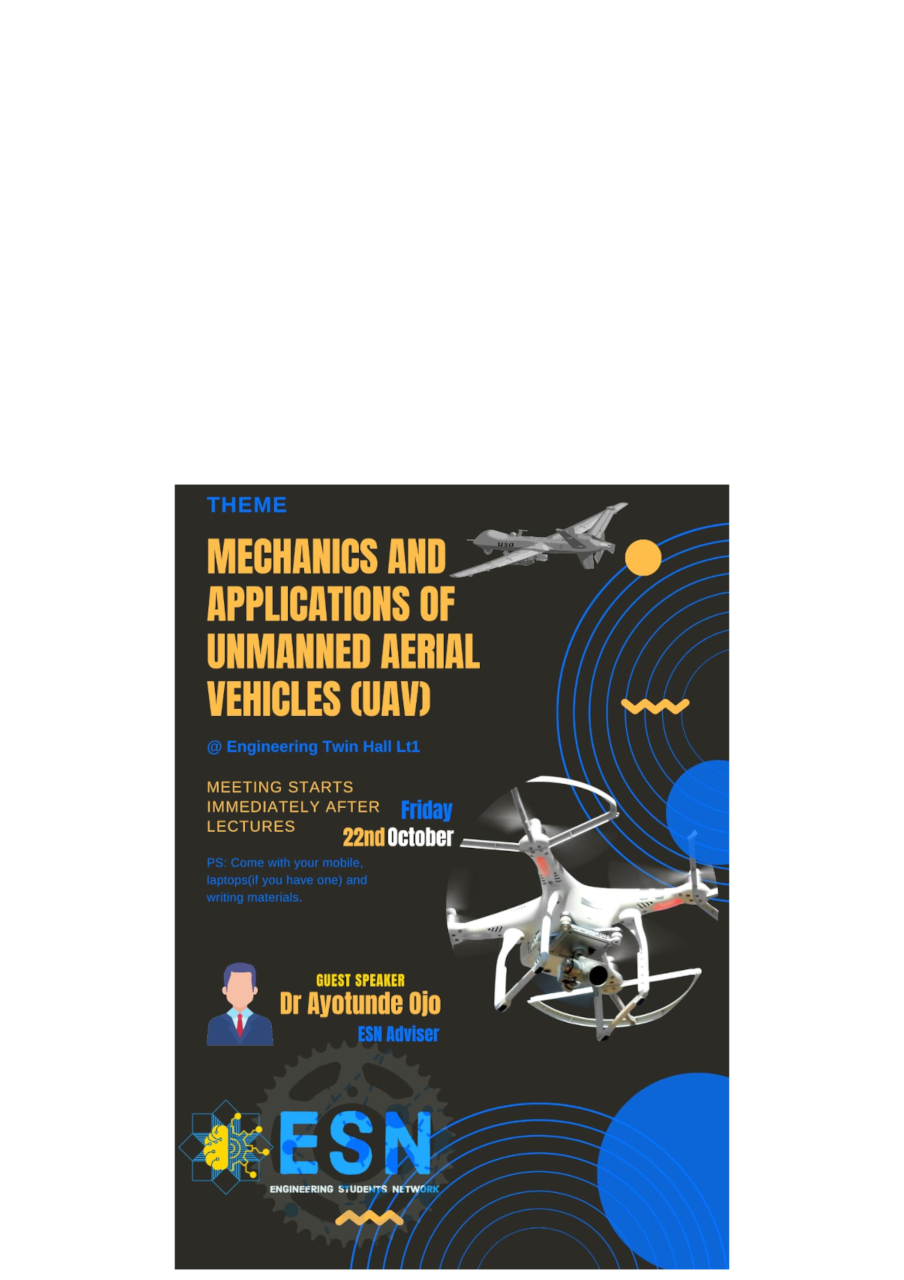 THEME
usa
MECHANICS AND
APPLICATIONS OF
UNMANNED AERIAL
VEHICLES (UAV)
@ Engineering Twin Hall Lt1
MEETING STARTS
IMMEDIATELY AFTER
LECTURES
Friday
22nd October
PS: Come with your mobile,
laptops(if you have one) and
writing materials.
GUEST SPEAKER
Dr Ayotunde Ojo
ESN Adviser
ESN
ENGINEERING STUDENTS NETWORK